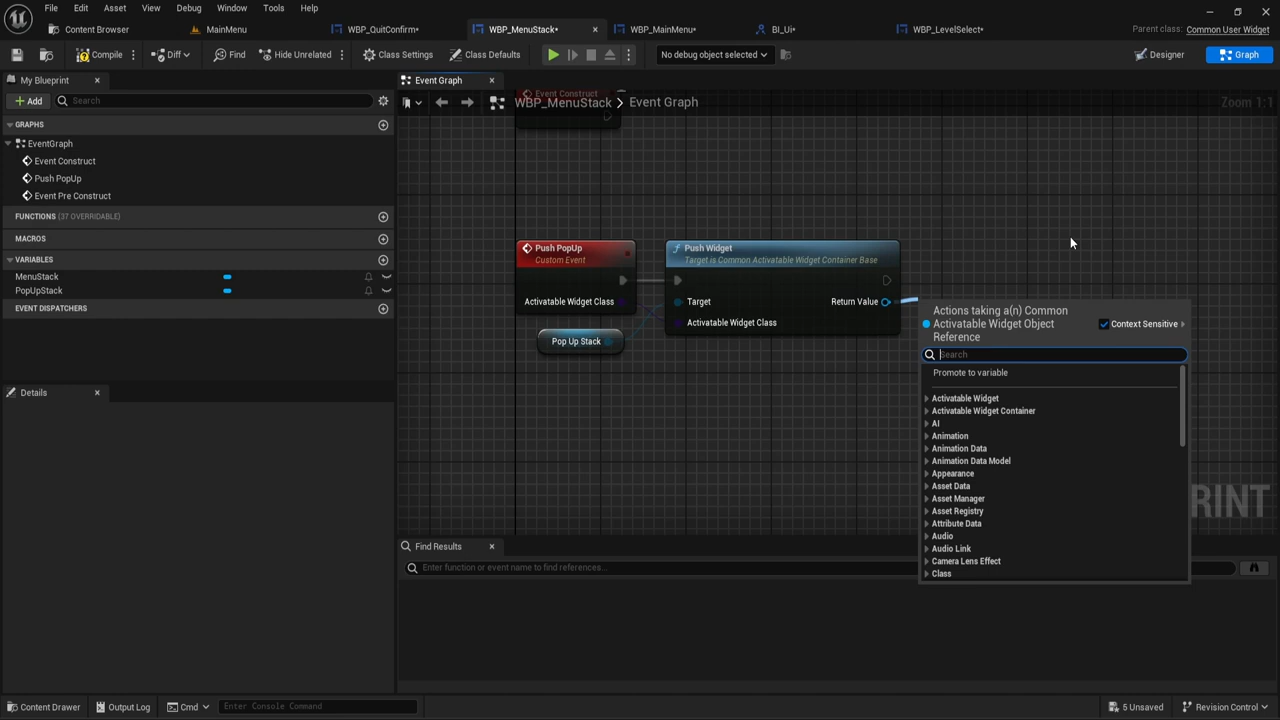 File Edit Asset View Debug Window Tools Help
Content Browser MainMenu WBP_QuitConfirm* WBP_MenuStack* WBP_MainMenu* BI_Ui* WBP_LevelSelect* Parent class: Common User Widget
Compile Diff Find Hide Unrelated Class Settings Class Defaults No debug object selected Designer Graph
My Blueprint
Event Graph
Add Search
Event Construct
WBP_MenuStack > Event Graph
Zoom 1:1
GRAPHS
EventGraph
Event Construct
Push PopUp
Event Pre Construct
FUNCTIONS (37 OVERRIDABLE)
MACROS
VARIABLES
MenuStack
PopUpStack
EVENT DISPATCHERS
Details
Push PopUp
Custom Event
Activatable Widget Class
Pop Up Stack
Push Widget
Target is Common Activatable Widget Container Base
Target
Return Value
Activatable Widget Class
Actions taking a(n) Common
Activatable Widget Object
Reference
Context Sensitive
Search
Promote to variable
Activatable Widget
Activatable Widget Container
AI
Animation
Animation Data
Animation Data Model
Appearance
Asset Data
Asset Manager
Asset Registry
Attribute Data
Audio
Audio Link
Camera Lens Effect
Class
RINT
Find Results
Enter function or event name to find references...
Content Drawer Output Log Cmd Enter Console Command 5 Unsaved Revision Control